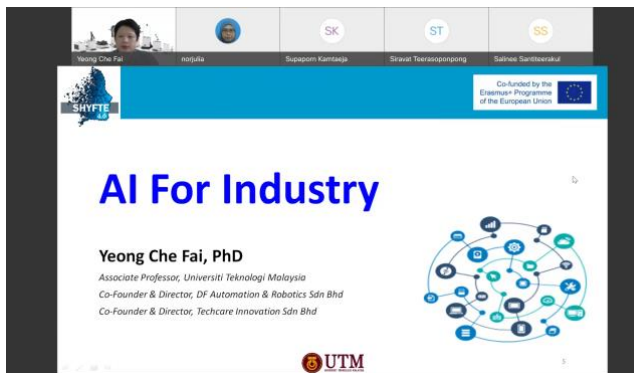 SK
ST
SS
Yeong Che Fai
norjulia
Supaporn Kamtaeja
Siravat Teerasoponpong
Salinee Santiteerakul
SHYFTE
4.0
Co-funded by the
Erasmus+ Programme
of the European Union
AI For Industry
Yeong Che Fai, PhD
Associate Professor, Universiti Teknologi Malaysia
Co-Founder & Director, DF Automation & Robotics Sdn Bhd
Co-Founder & Director, Techcare Innovation Sdn Bhd
UTM
5